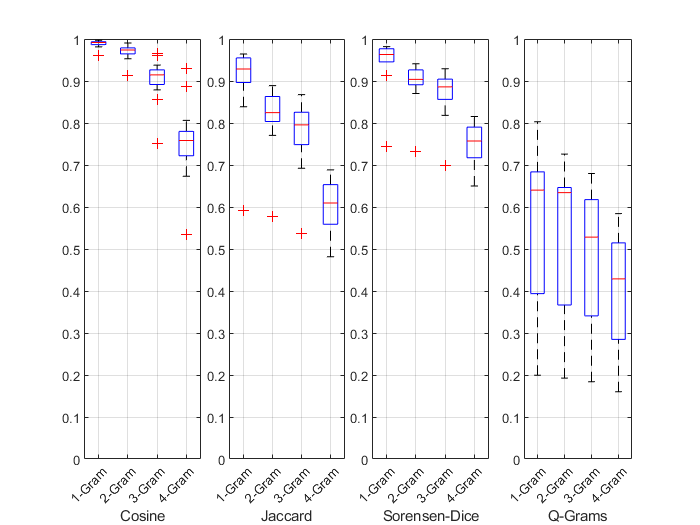 1
0.9
0.8
0.7
0.6
0.5
0.4
0.3
0.2
0.1
0
1-Gram
2-Gram
3-Gram
4-Gram
Cosine
1
0.9
0.8
0.7
0.6
0.5
0.4
0.3
0.2
0.1
0
1-Gram
2-Gram
3-Gram
4-Gram
Jaccard
1
0.9
0.8
0.7
0.6
0.5
0.4
0.3
0.2
0.1
0
1-Gram
2-Gram
3-Gram
4-Gram
Sorensen-Dice
1
0.9
0.8
0.7
0.6
0.5
0.4
0.3
0.2
0.1
0
1-Gram
2-Gram
3-Gram
4-Gram
Q-Grams